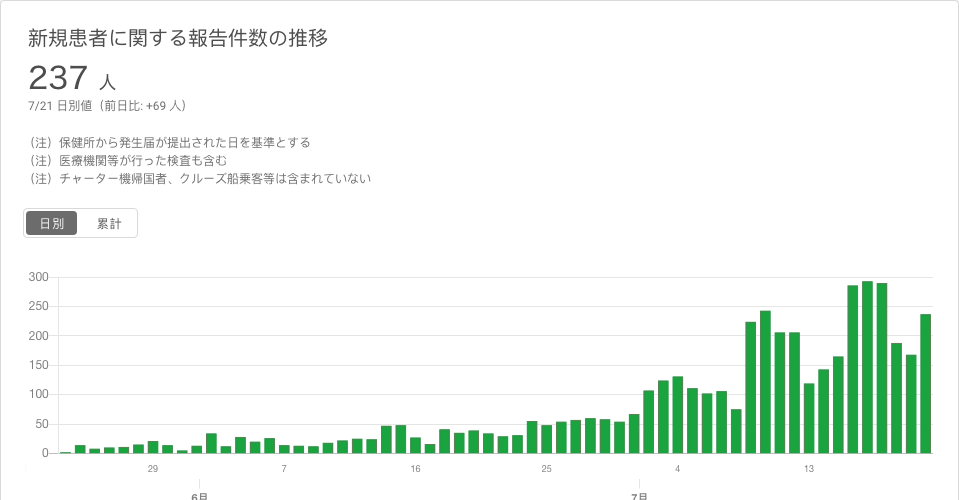 新規患者に関する報告件数の推移
237 人
7/21 日別値（前日比: +69 人）
（注）保健所から発生届が提出された日を基準とする
（注）医療機関等が行った検査も含む
（注）チャーター機帰国者、クルーズ船乗客等は含まれていない
日別 累計
300
250
200
150
100
50
0
29 7 16 25 4 13
6月 7月